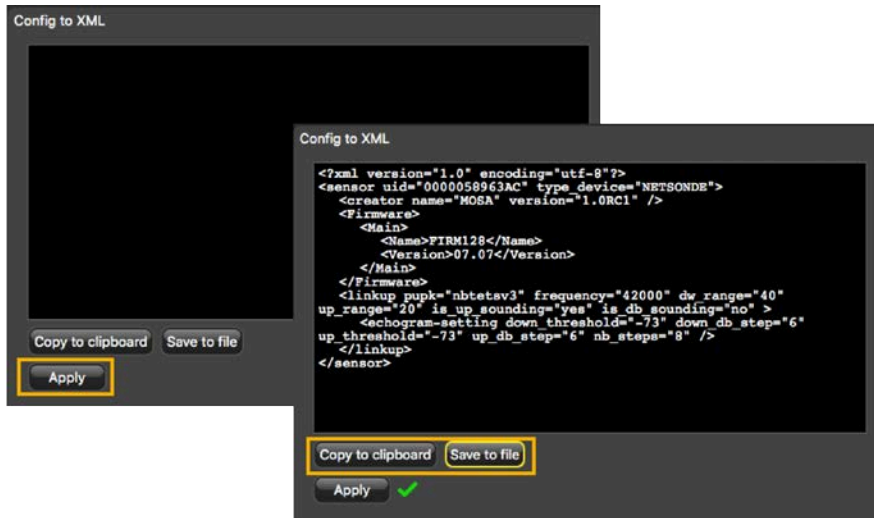 Config to XML
Copy to clipboard
Save to file
Apply
Config to XML
<?xml version="1.0" encoding="utf-8"?>
<sensor uid="0000058963AC" type_device="NETSONDE">
<creator name="MOSA" version="1.0RC1" />
<Firmware>
<Main>
<Name>FIRM128</Name>
<Version>07.07</Version>
</Main>
</Firmware>
<linkup pupk="nbtetsv3" frequency="42000" dw_range="40"
up_range="20" is_up_sounding="yes" is_db_sounding="no" >
<echogram-setting down_threshold="-73" down_db_step="6"
up_threshold="-73" up_db_step="6" nb_steps="8" />
</linkup>
</sensor>
Copy to clipboard
Save to file
Apply